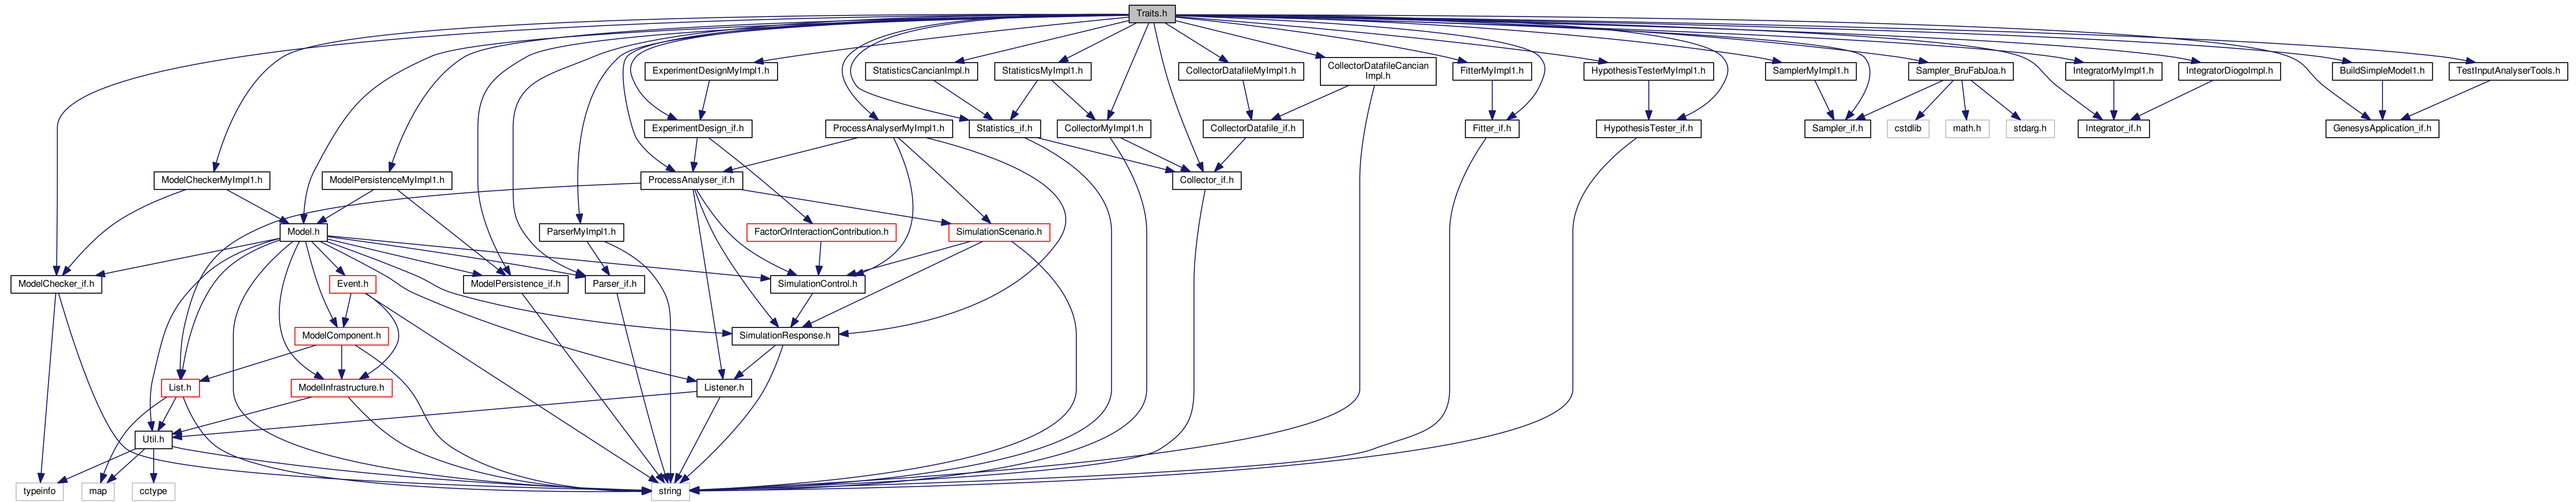 Traits.h
ExperimentDesignMyImpl1.h
StatisticsCancianImpl.h
StatisticsMyImpl1.h
CollectorDatafileMyImpl1.h
CollectorDatafileCancian
Impl.h
FitterMyImpl1.h
HypothesisTesterMyImpl1.h
SamplerMyImpl1.h
Sampler_BruFabJoa.h
IntegratorMyImpl1.h
IntegratorDiogoImpl.h
BuildSimpleModel1.h
TestInputAnalyserTools.h
ExperimentDesign_if.h
ProcessAnalyserMyImpl1.h
Statistics_if.h
CollectorMyImpl1.h
CollectorDatafile_if.h
Fitter_if.h
HypothesisTester_if.h
Sampler_if.h
cstdlib
math.h
stdarg.h
Integrator_if.h
GenesysApplication_if.h
ModelCheckerMyImpl1.h
ModelPersistenceMyImpl1.h
ProcessAnalyser_if.h
Collector_if.h
Model.h
ParserMyImpl1.h
FactorOrInteractionContribution.h
SimulationScenario.h
ModelChecker_if.h
Event.h
ModelPersistence_if.h
Parser_if.h
SimulationControl.h
ModelComponent.h
SimulationResponse.h
List.h
ModelInfrastructure.h
Listener.h
Util.h
typeinfo
map
cctype
string